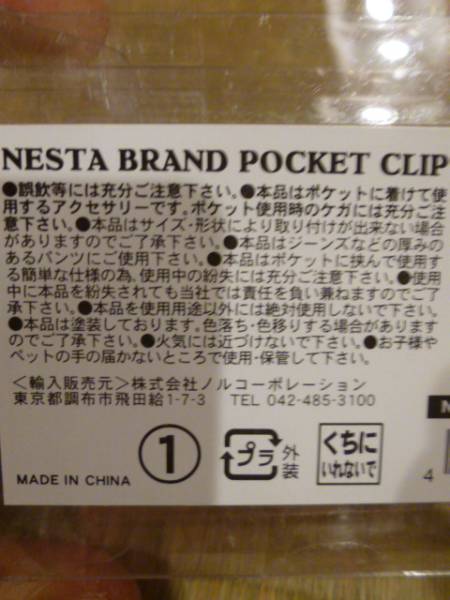 NESTA BRAND POCKET CLIP
●誤飲等には充分ご注意下さい。●本品はポケットに着けて使
用するアクセサリーです。ポケット使用時のケガには充分ご注
意下さい。●本品はサイズ・形状により取り付けが出来ない場合
がありますのでご了承下さい。●本品はジーンズなどの厚みの
あるパンツにご使用下さい。●本品はポケットに挟んで使用す
る簡単な仕様の為、使用中の紛失には充分ご注意下さい。●使用
中に本品を紛失されても当社では責任を負い兼ねますのでご了
承下さい。●本品を使用用途以外には絶対使用しないで下さい。
●本品は塗装しております。色落ち・色移りする場合があります
のでご了承下さい。●火気には近づけないで下さい。●お子様や
ペットの手の届かないところで使用・保管して下さい。
＜輸入販売元＞株式会社ノルコーポレーション
東京都調布市飛田給1-7-3 TEL 042-485-3100
MADE IN CHINA
1
プラ
外装
くちに
いれないで
4